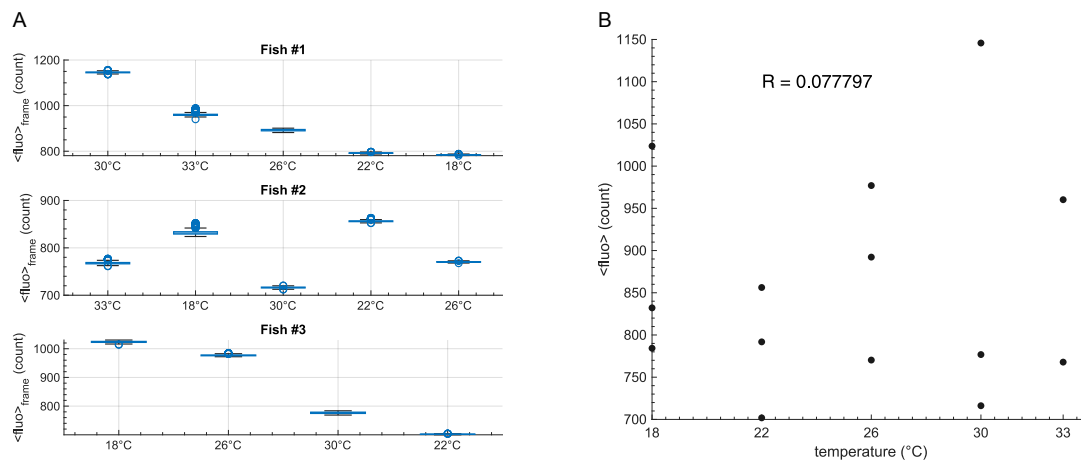 A
Fish #1
<fluo>frame (count)
1200
1000
800
30°C 33°C 26°C 22°C 18°C
Fish #2
<fluo>frame (count)
900
800
700
33°C 18°C 30°C 22°C 26°C
Fish #3
<fluo>frame (count)
1000
900
800
18°C 26°C 30°C 22°C
B
<fluo> (count)
1150
1100
1050
1000
950
900
850
800
750
700
R = 0.077797
18 22 26 30 33
temperature (°C)